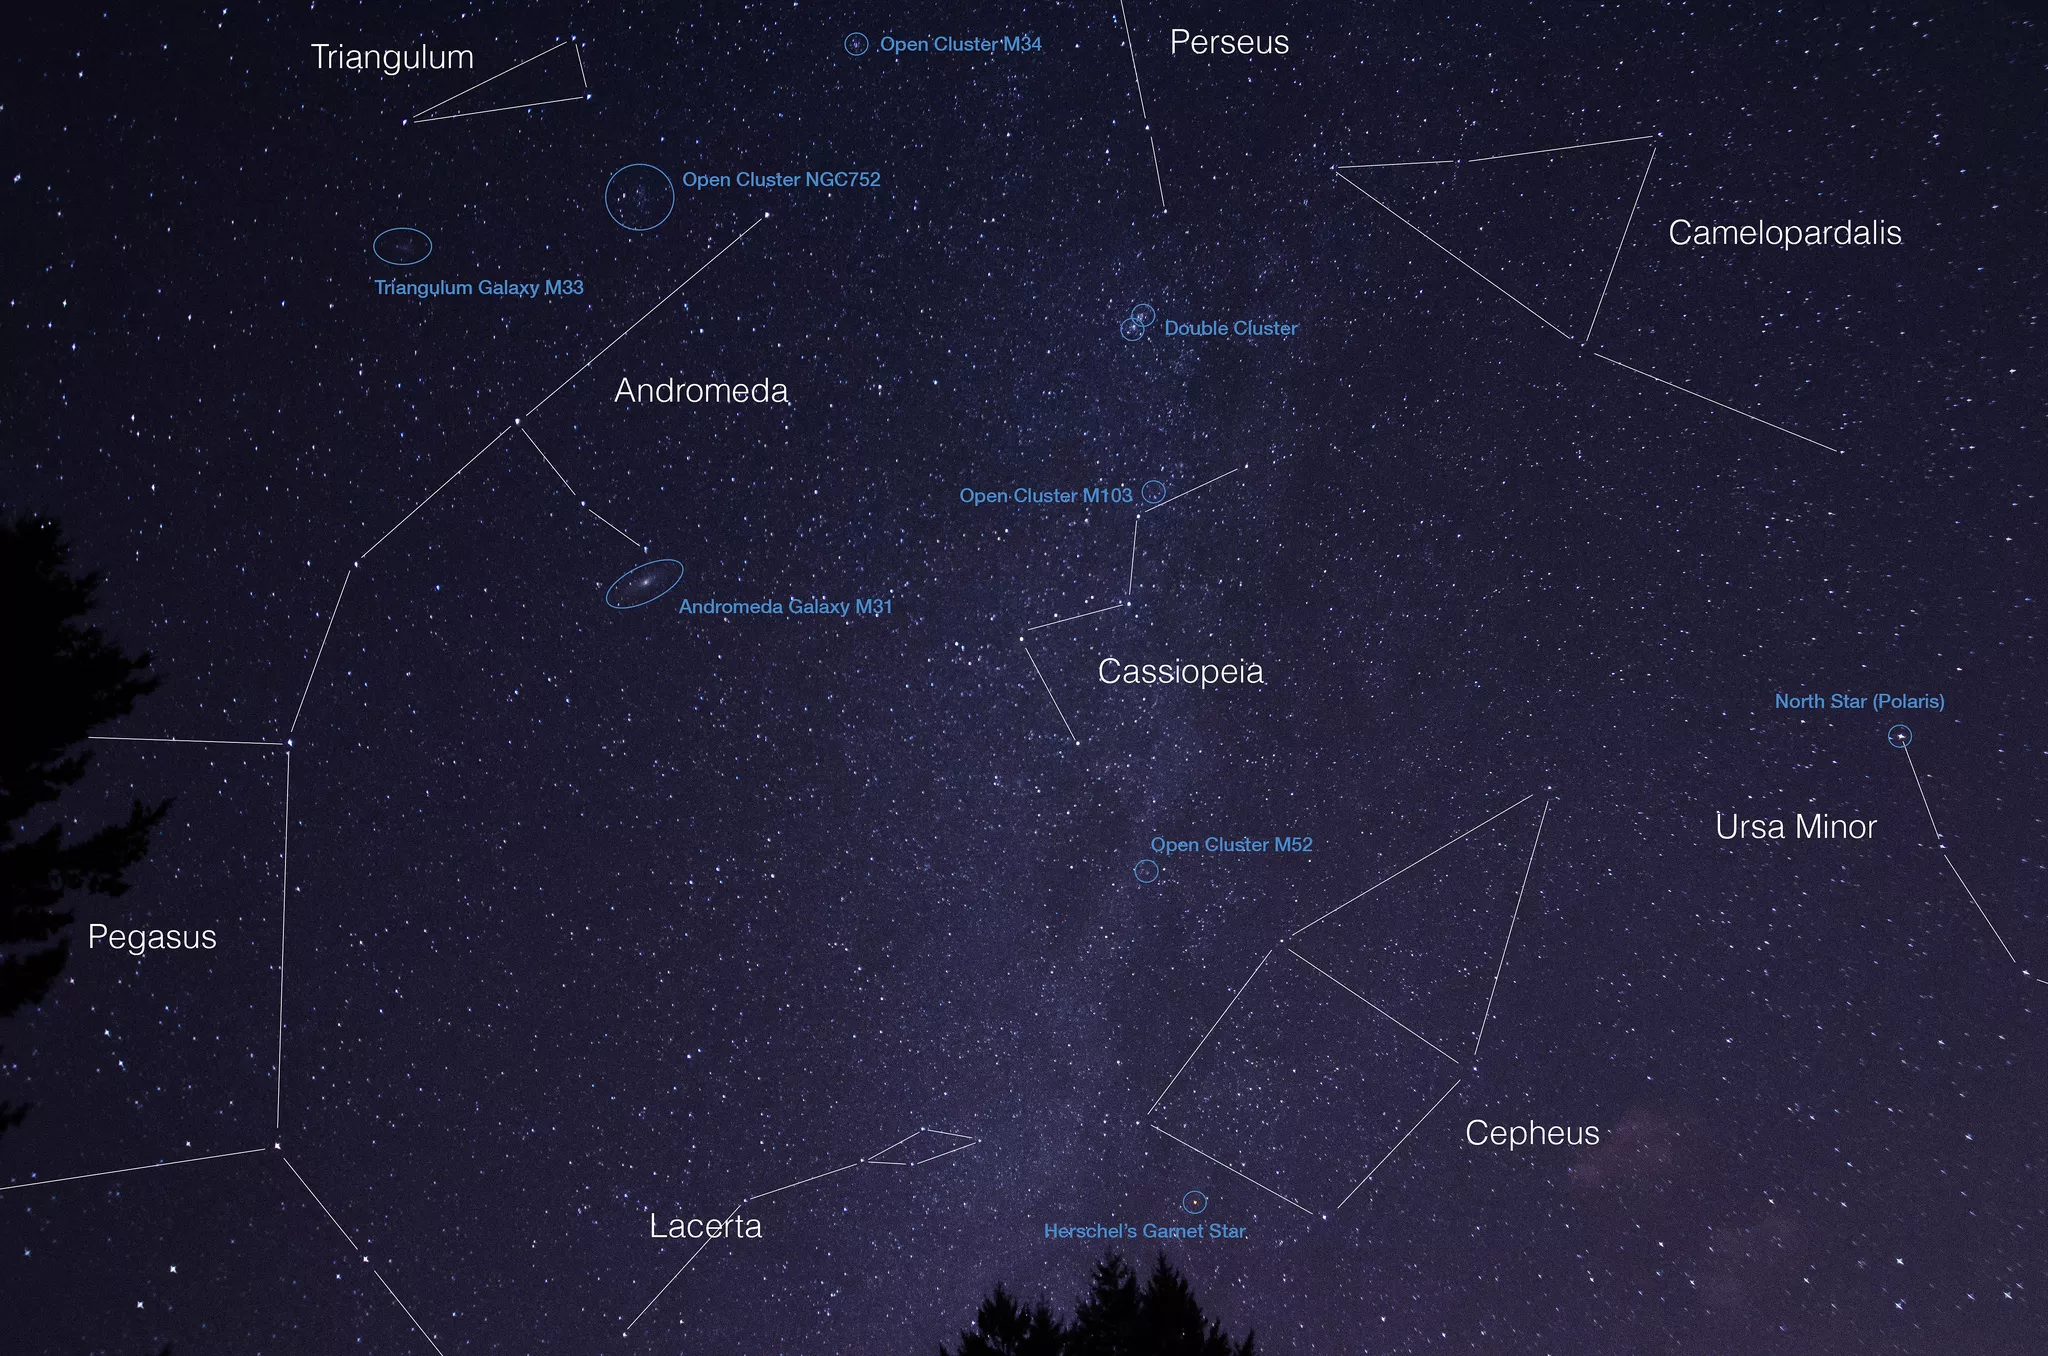 Perseus
Open Cluster M34
Triangulum
Open Cluster NGC752
Camelopardalis
Triangulum Galaxy M33
Double Cluster
Andromeda
Open Cluster M103
Andromeda Galaxy M31
Cassiopeia
North Star (Polaris)
Ursa Minor
Open Cluster M52
Pegasus
Cepheus
Lacerta
Herschel's Garnet Star